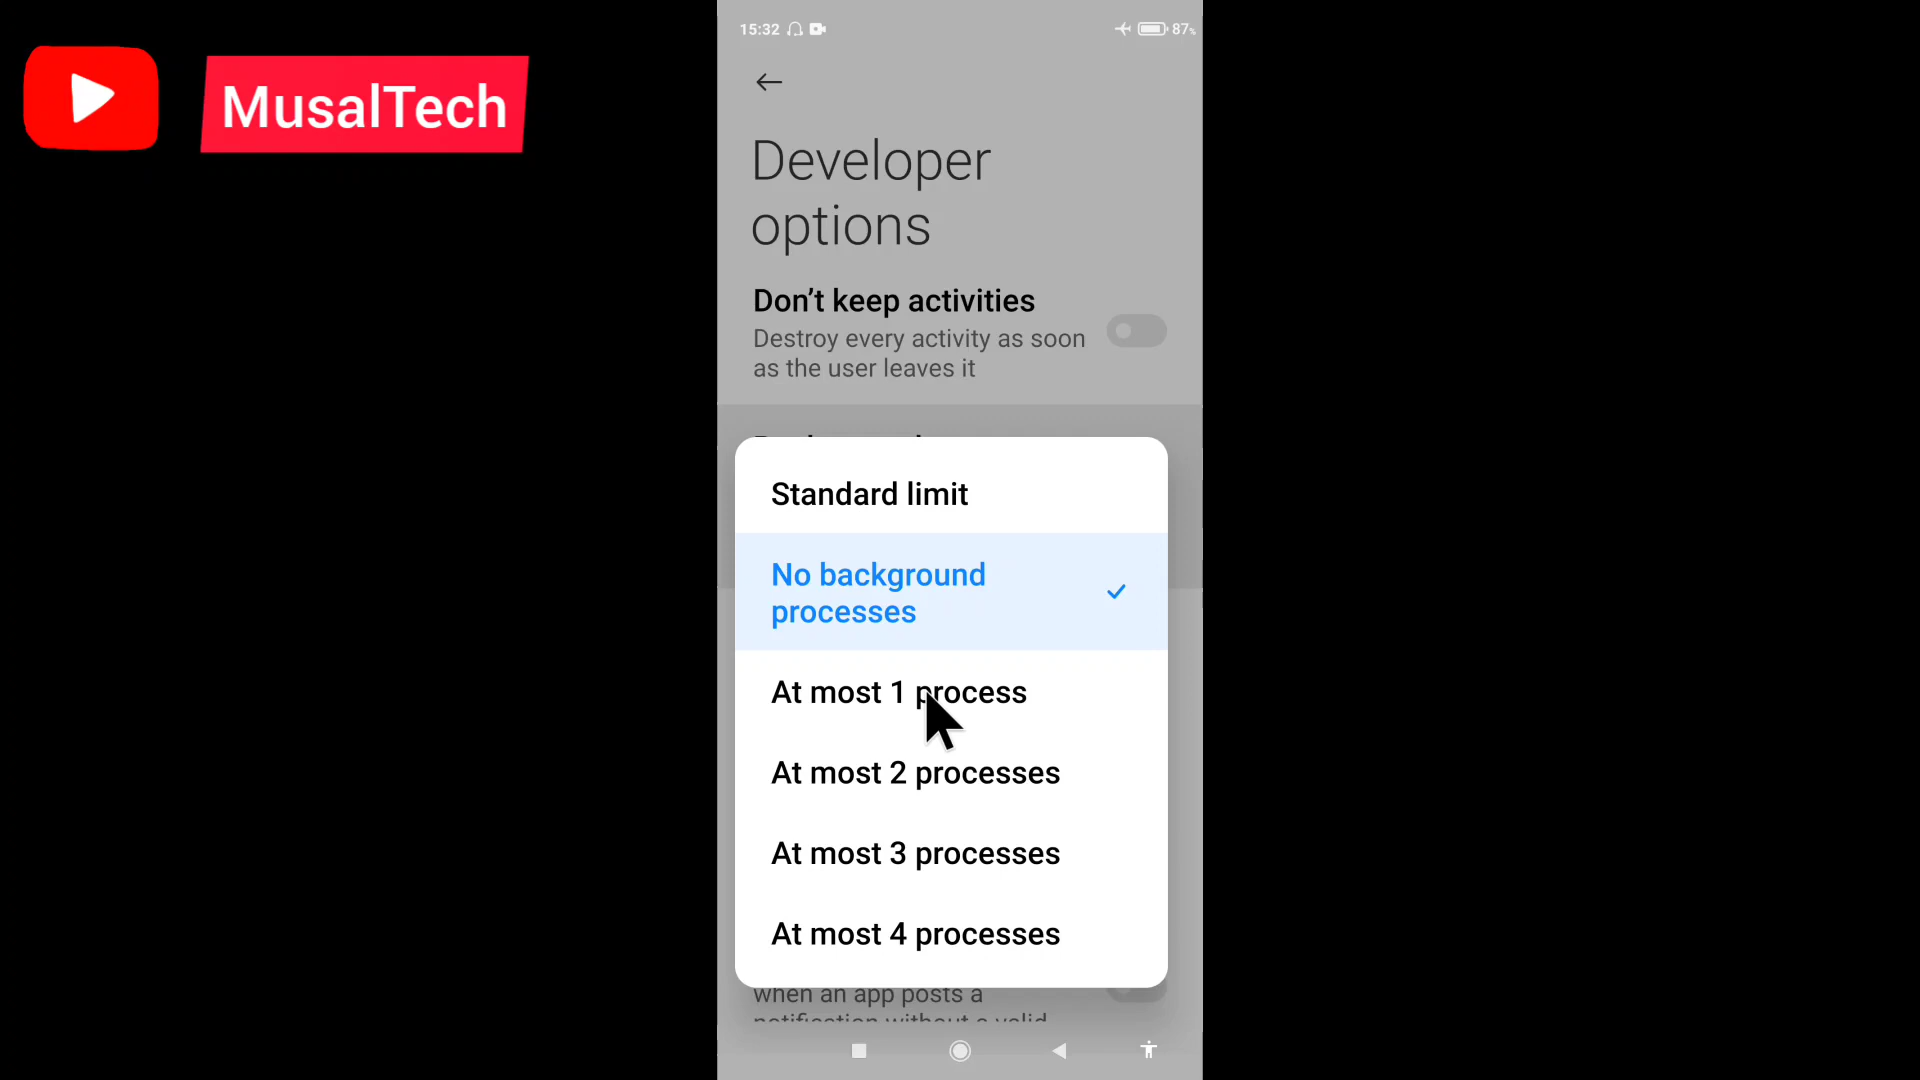 MusalTech
15:32
87%
Developer
options
Don't keep activities
Destroy every activity as soon
as the user leaves it
Standard limit
No background
processes
At most 1 process
At most 2 processes
At most 3 processes
At most 4 processes
when an app posts a
notification without a valid